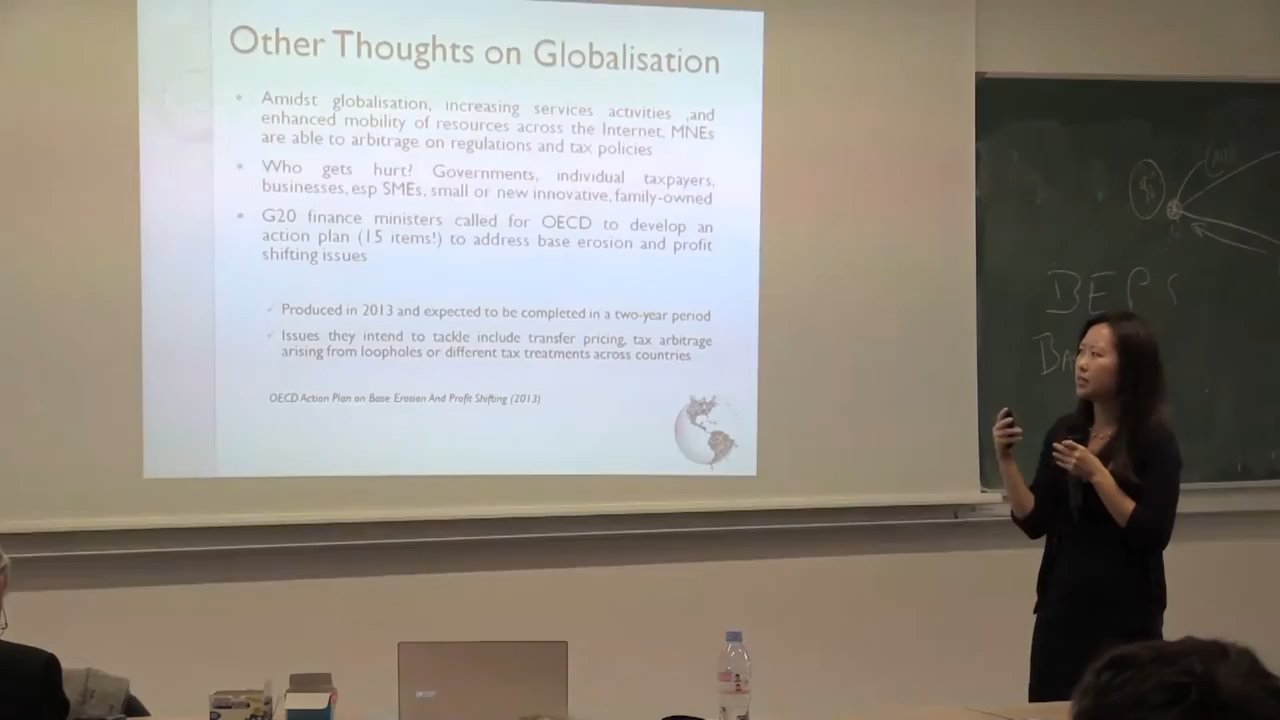 Other Thoughts on Globalisation
• Amidst globalisation, increasing services activities ,and
enhanced mobility of resources across the Internet, MNEs
are able to arbitrage on regulations and tax policies
• Who gets hurt? Governments, individual taxpayers,
businesses, esp SMEs, small or new innovative, family-owned
• G20 finance ministers called for OECD to develop an
action plan (15 items!) to address base erosion and profit
shifting issues
✓ Produced in 2013 and expected to be completed in a two-year period
✓ Issues they intend to tackle include transfer pricing, tax arbitrage
arising from loopholes or different tax treatments across countries
OECD Action Plan on Base Erosion And Profit Shifting (2013)
BEPS